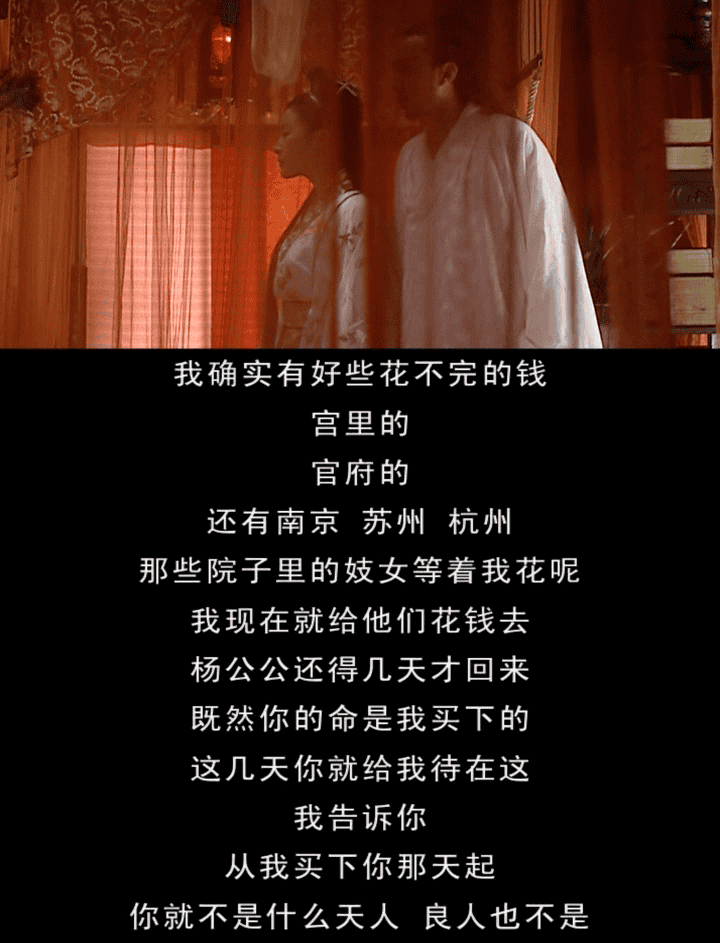 我确实有好些花不完的钱
宫里的
官府的
还有南京 苏州 杭州
那些院子里的妓女等着我花呢
我现在就给他们花钱去
杨公公还得几天才回来
既然你的命是我买下的
这几天你就给我待在这
我告诉你
从我买下你那天起
你就不是什么天人 良人也不是